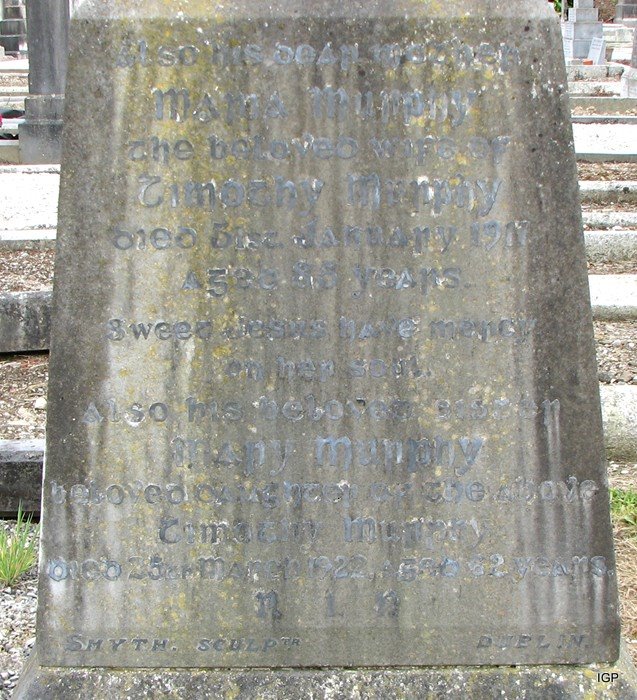 Also his dear mother
Maria Murphy
the beloved wife of
Timothy Murphy
died 31st January 1911
Aged 88 years.
Sweet Jesus have mercy
on her soul.
Also his beloved sister
Mary Murphy
beloved daughter of the above
Timothy Murphy
died 25th March 1922, aged 62 years.
R I P
SMYTH. SCULPTR DUBLIN.
IGP